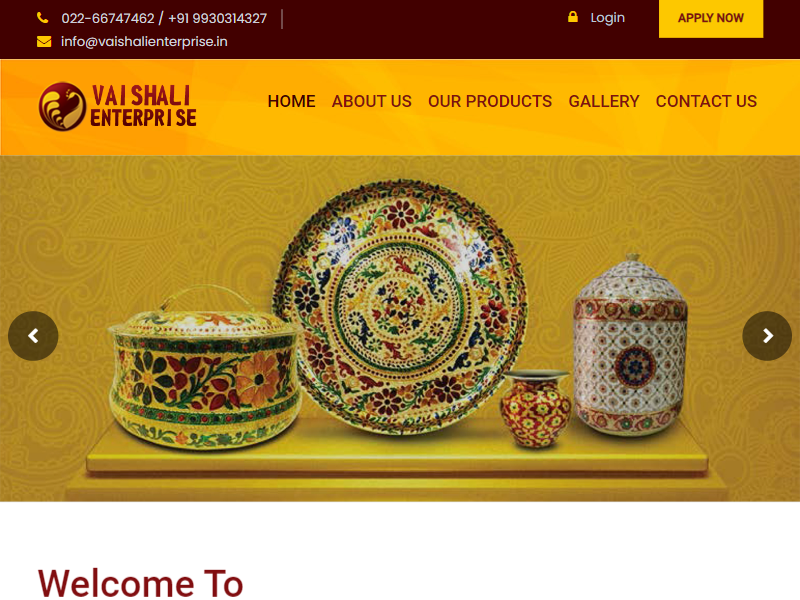 022-66747462 / +91 9930314327
Login
APPLY NOW
info@vaishalienterprise.in
VAISHALI
ENTERPRISE
HOME ABOUT US OUR PRODUCTS GALLERY CONTACT US
Welcome To